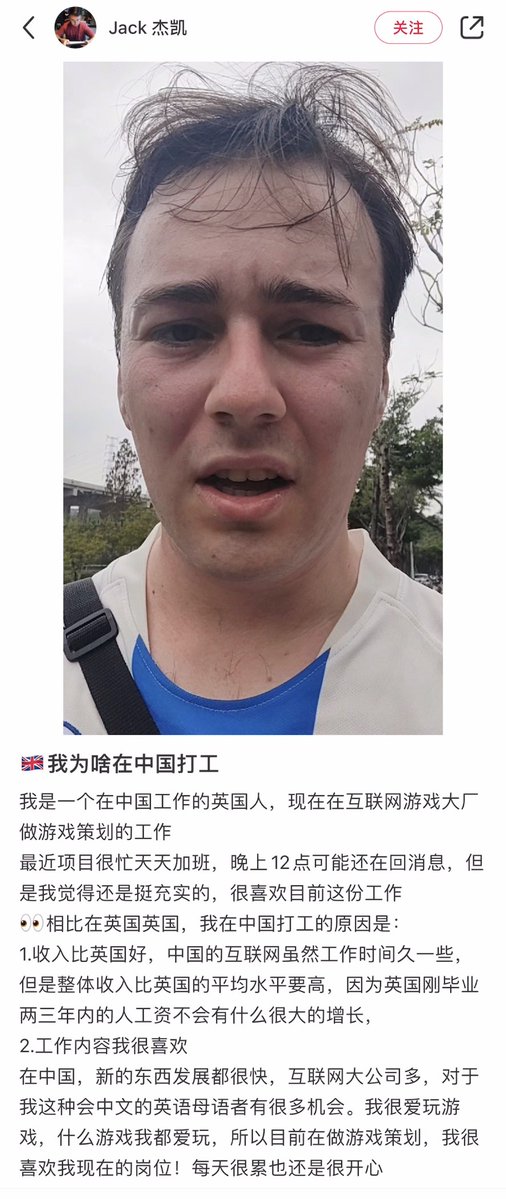 Jack 杰凯
关注
🇬🇧我为啥在中国打工
我是一个在中国工作的英国人，现在在互联网游戏大厂
做游戏策划的工作
最近项目很忙天天加班，晚上12点可能还在回消息，但
是我觉得还是挺充实的，很喜欢目前这份工作
👀相比在英国英国，我在中国打工的原因是：
1.收入比英国好，中国的互联网虽然工作时间久一些，
但是整体收入比英国的平均水平要高，因为英国刚毕业
两三年内的人工资不会有什么很大的增长，
2.工作内容我很喜欢
在中国，新的东西发展都很快，互联网大公司多，对于
我这种会中文的英语母语者有很多机会。我很爱玩游
戏，什么游戏我都爱玩，所以目前在做游戏策划，我很
喜欢我现在的岗位！每天很累也还是很开心